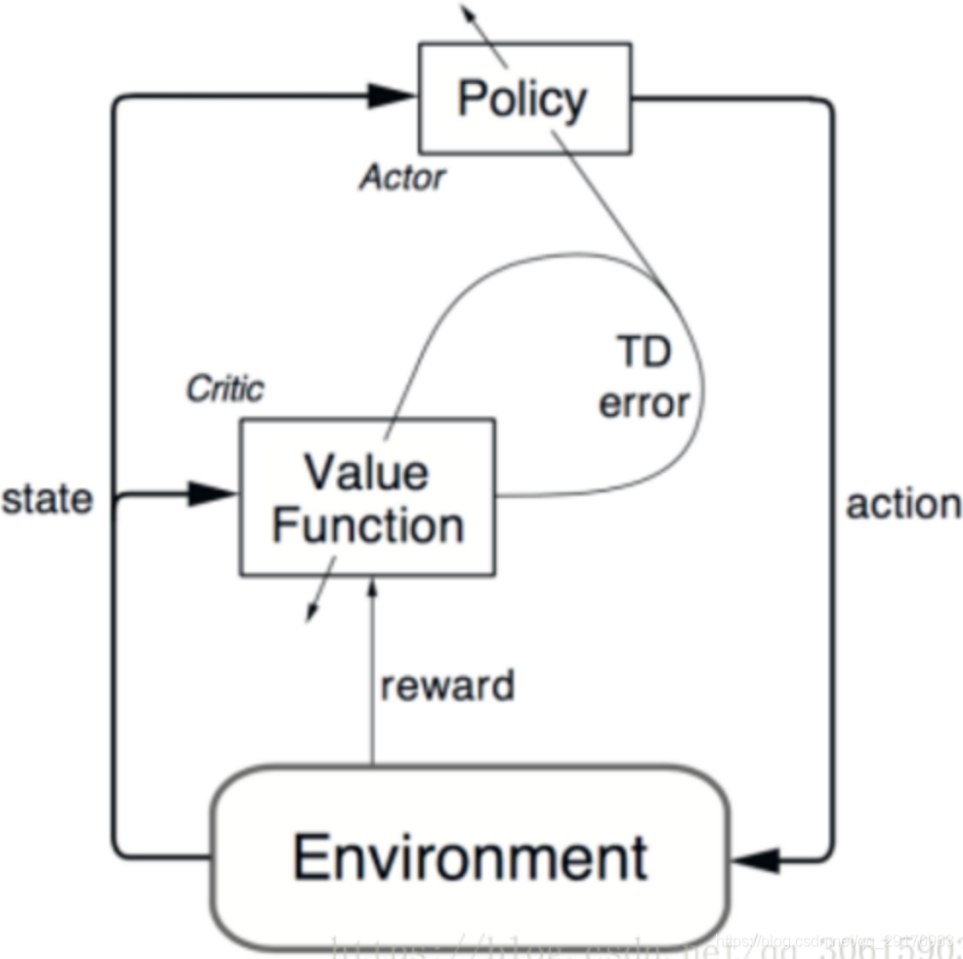 Policy
Actor
TD
error
Critic
Value
Function
state
action
reward
Environment